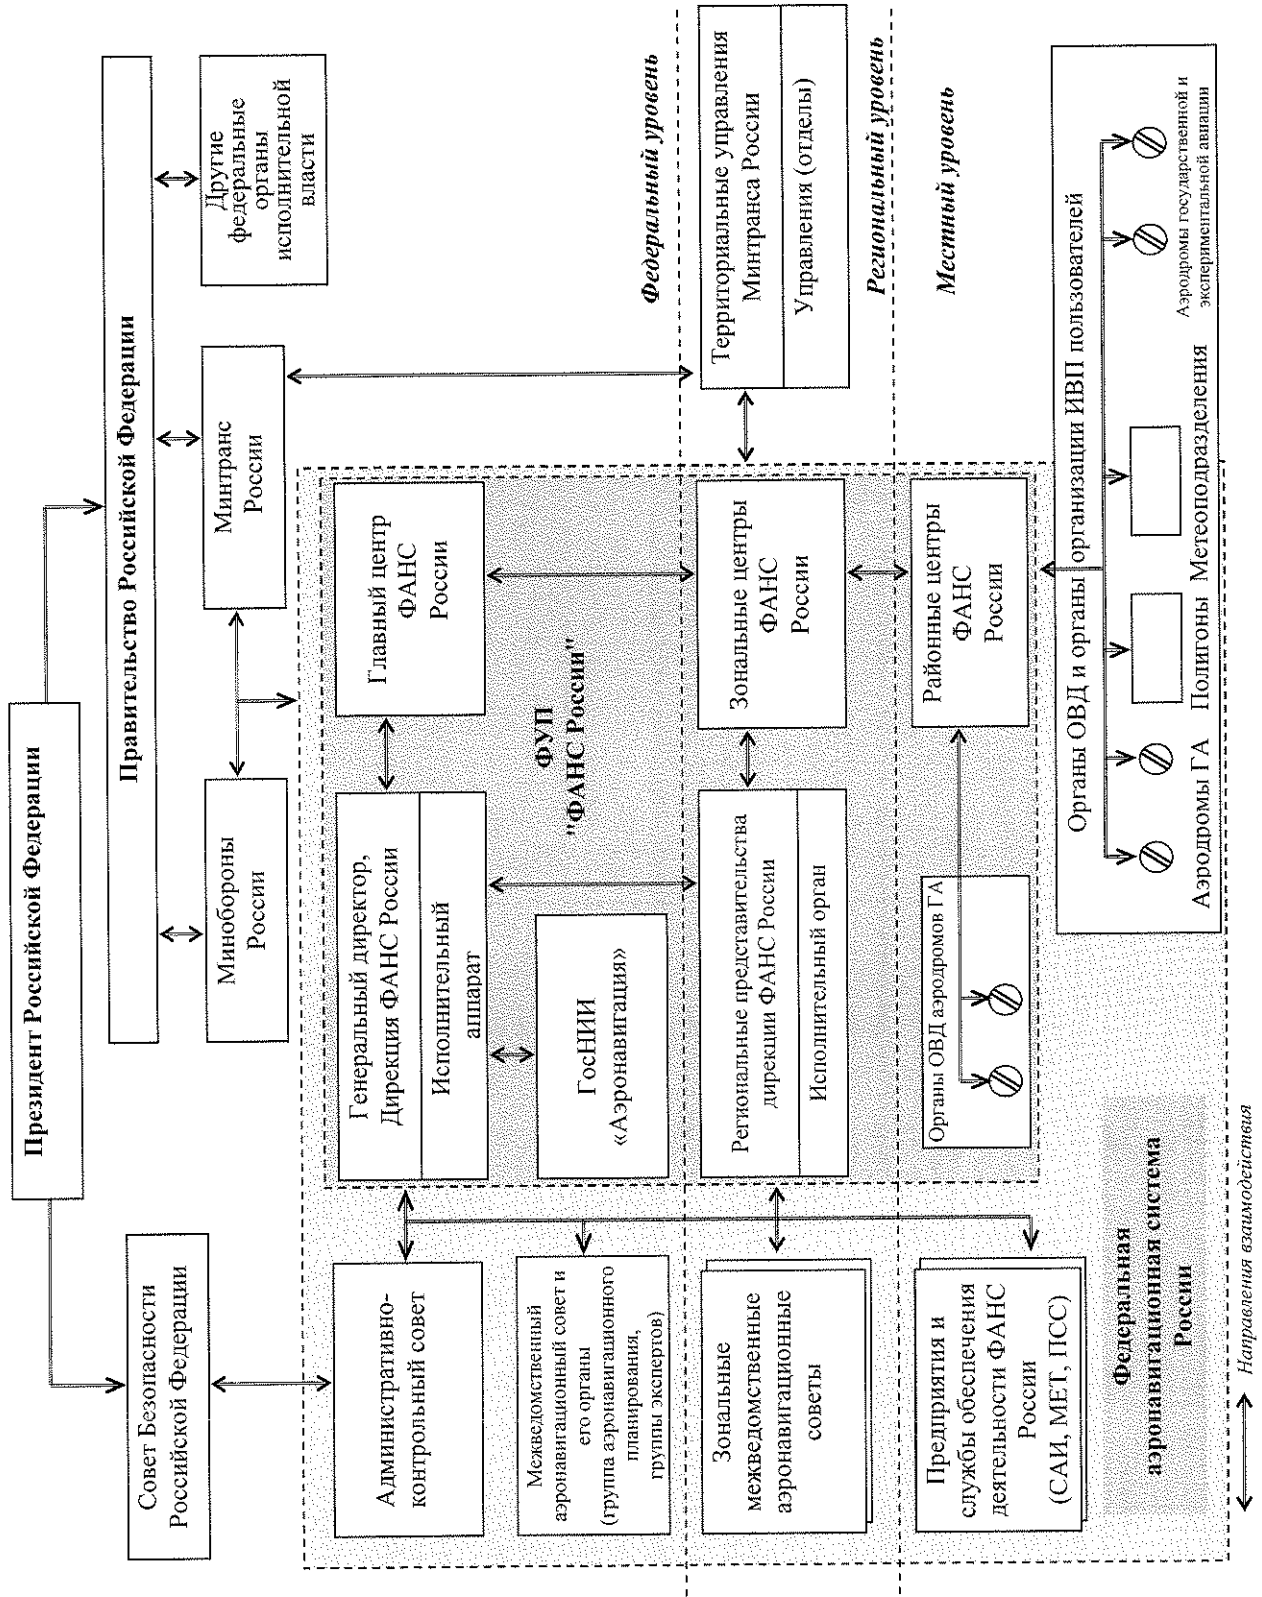 Президент Российской Федерации
Совет Безопасности
Российской Федерации
Правительство Российской Федерации
Минобороны
России
Минтранс
России
Другие
федеральные
органы
исполнительной
власти
Федеральный уровень
Административно-
контрольный совет
Генеральный директор,
Дирекция ФАНС России
Исполнительный
аппарат
Главный центр
ФАНС
России
Межведомственный
аэронавигационный совет и
его органы
(группа аэронавигационного
планирования,
группы экспертов)
ГосНИИ
«Аэронавигация»
ФУП
"ФАНС России"
Зональные
межведомственные
аэронавигационные
советы
Региональные представительства
дирекции ФАНС России
Исполнительный орган
Зональные центры
ФАНС
России
Территориальные управления
Минтранса России
Управления (отделы)
Региональный уровень
Местный уровень
Предприятия и
службы обеспечения
деятельности ФАНС
России
(САИ, МЕТ, ПСС)
Органы ОВД аэродромов ГА
Районные центры
ФАНС
России
Органы ОВД и органы организации ИВП пользователей
Аэродромы ГА
Полигоны
Метеоподразделения
Аэродромы государственной и
экспериментальной авиации
Федеральная
аэронавигационная система
России
Направления взаимодействия